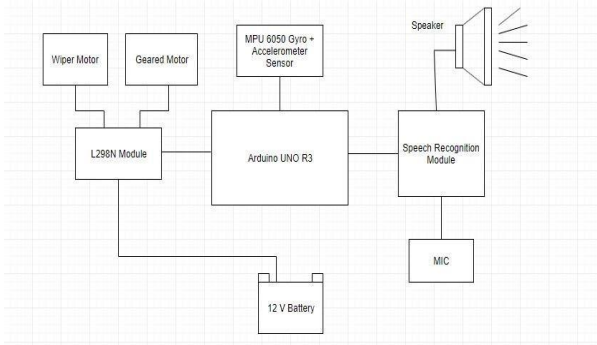 Speaker
MPU 6050 Gyro +
Accelerometer
Sensor
Wiper Motor
Geared Motor
L298N Module
Arduino UNO R3
Speech Recognition
Module
MIC
12 V Battery